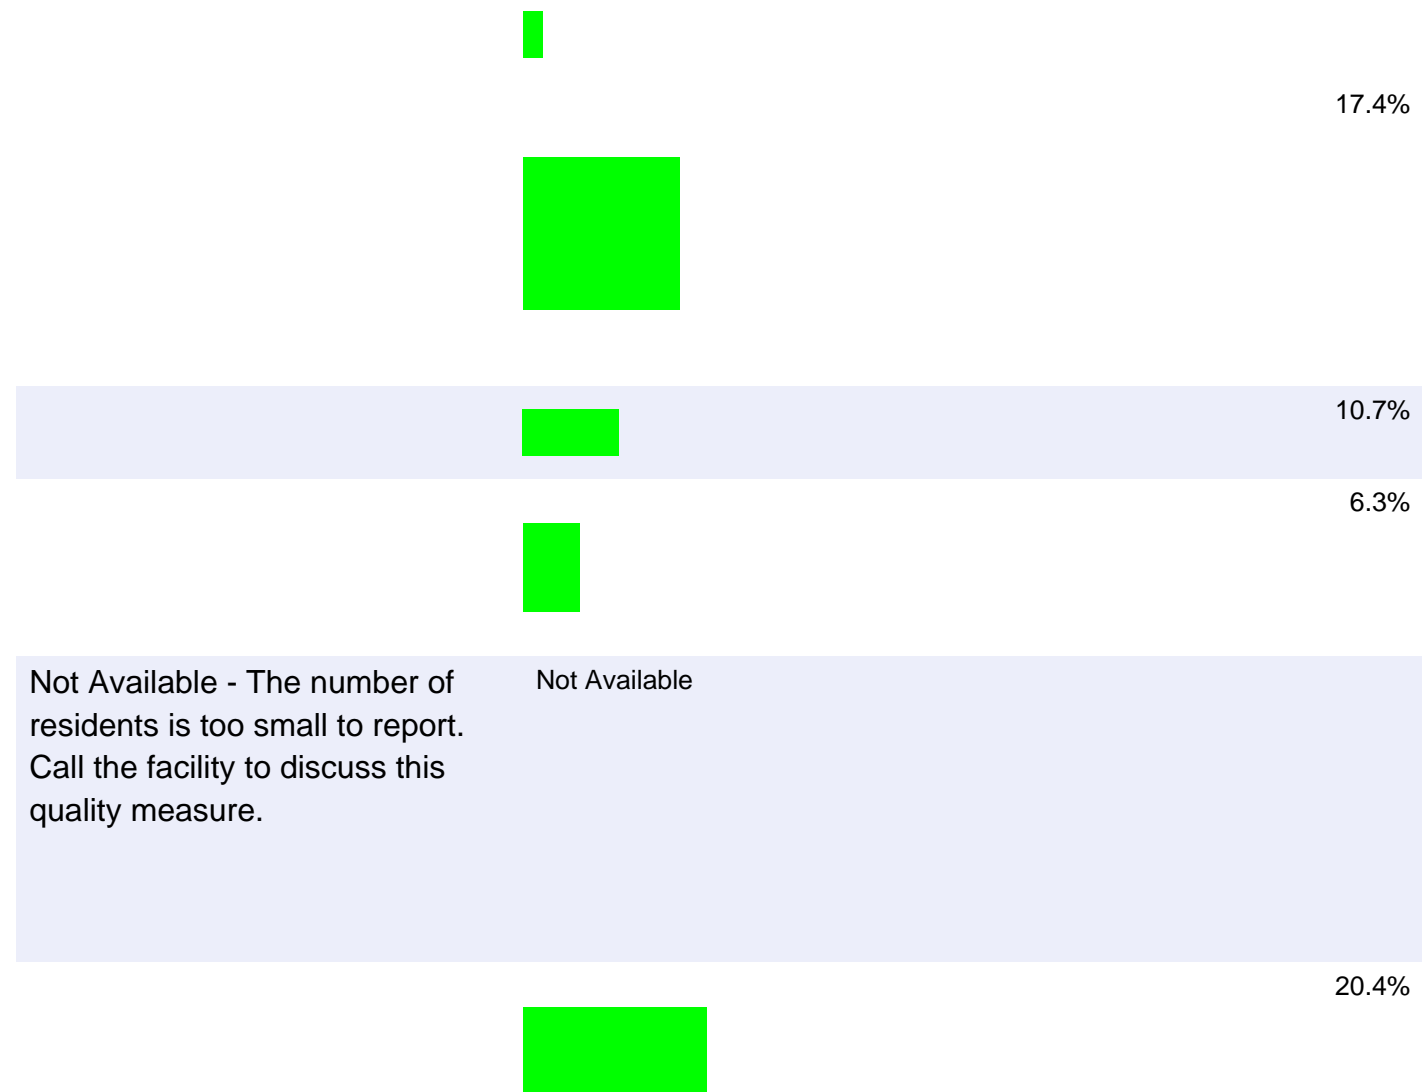 17.4%
10.7%
6.3%
Not Available - The number of
residents is too small to report.
Call the facility to discuss this
quality measure.
Not Available
20.4%